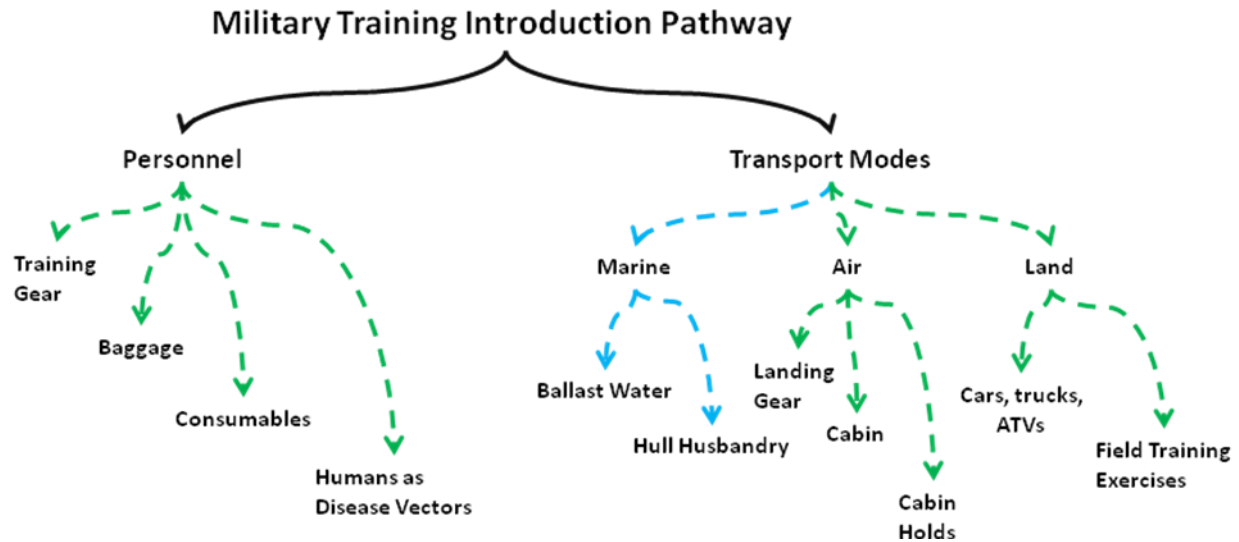 Military Training Introduction Pathway
Personnel
Transport Modes
Training
Gear
Baggage
Consumables
Humans as
Disease Vectors
Marine
Air
Land
Ballast Water
Hull Husbandry
Landing
Gear
Cabin
Cabin
Holds
Cars, trucks,
ATVs
Field Training
Exercises